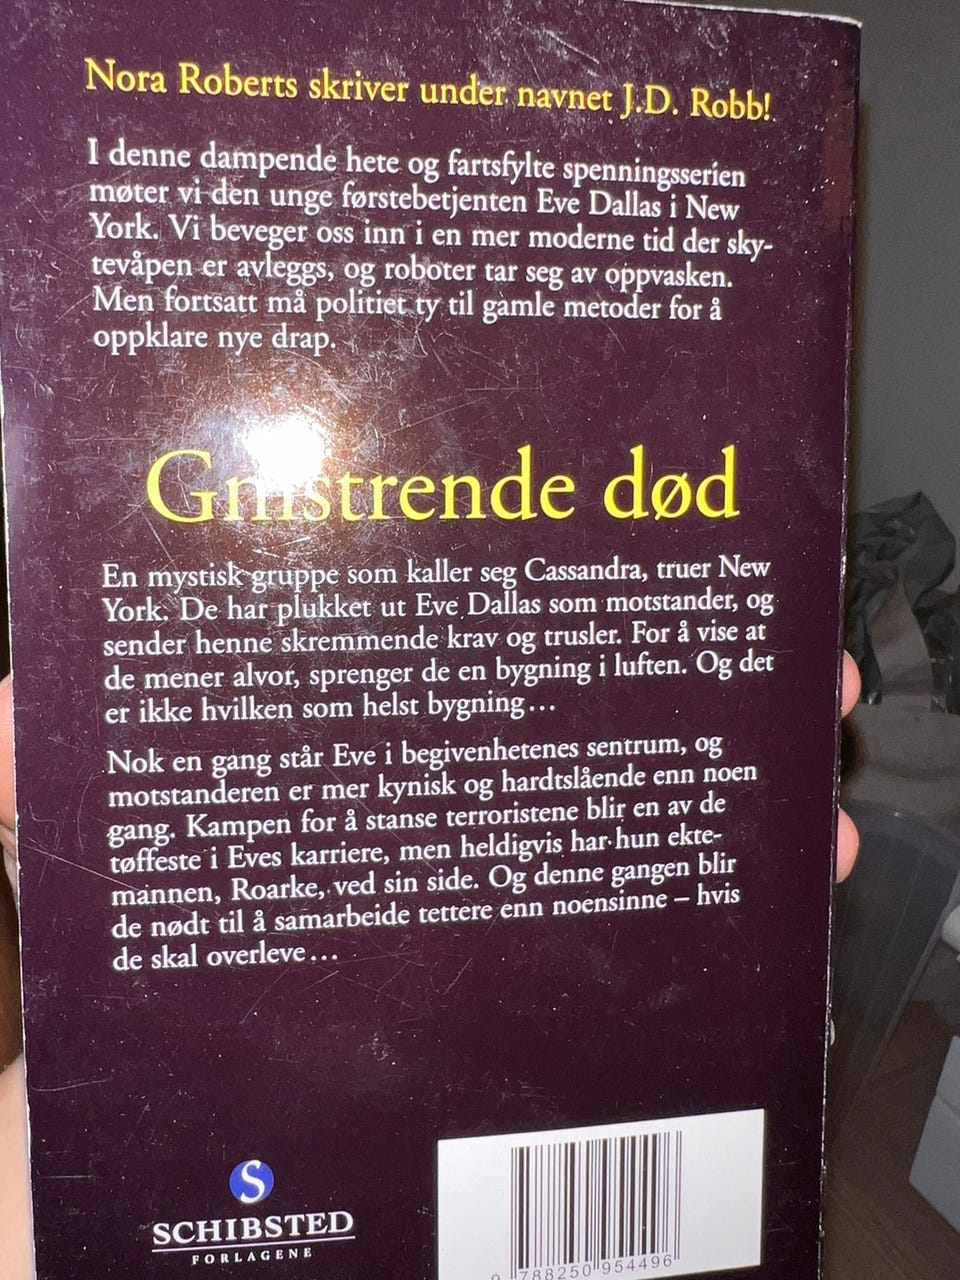 Nora Roberts skriver under navnet J.D. Robb!
I denne dampende hete og fartsfylte spenningsserien
møter vi den unge førstebetjenten Eve Dallas i New
York. Vi beveger oss inn i en mer moderne tid der sky-
tevåpen er avleggs, og roboter tar seg av oppvasken.
Men fortsatt må politiet ty til gamle metoder for å
oppklare nye drap.
Gnistrende død
En mystisk gruppe som kaller seg Cassandra, truer New
York. De har plukket ut Eve Dallas som motstander, og
sender henne skremmende krav og trusler. For å vise at
de mener alvor, sprenger de en bygning i luften. Og det
er ikke hvilken som helst bygning…
Nok en gang står Eve i begivenhetenes sentrum, og
motstanderen er mer kynisk og hardtslående enn noen
gang. Kampen for å stanse terroristene blir en av de
tøffeste i Eves karriere, men heldigvis har hun ekte-
mannen, Roarke, ved sin side. Og denne gangen blir
de nødt til å samarbeide tettere enn noensinne – hvis
de skal overleve…
S
SCHIBSTED
FORLAGENE
9 788250 954496